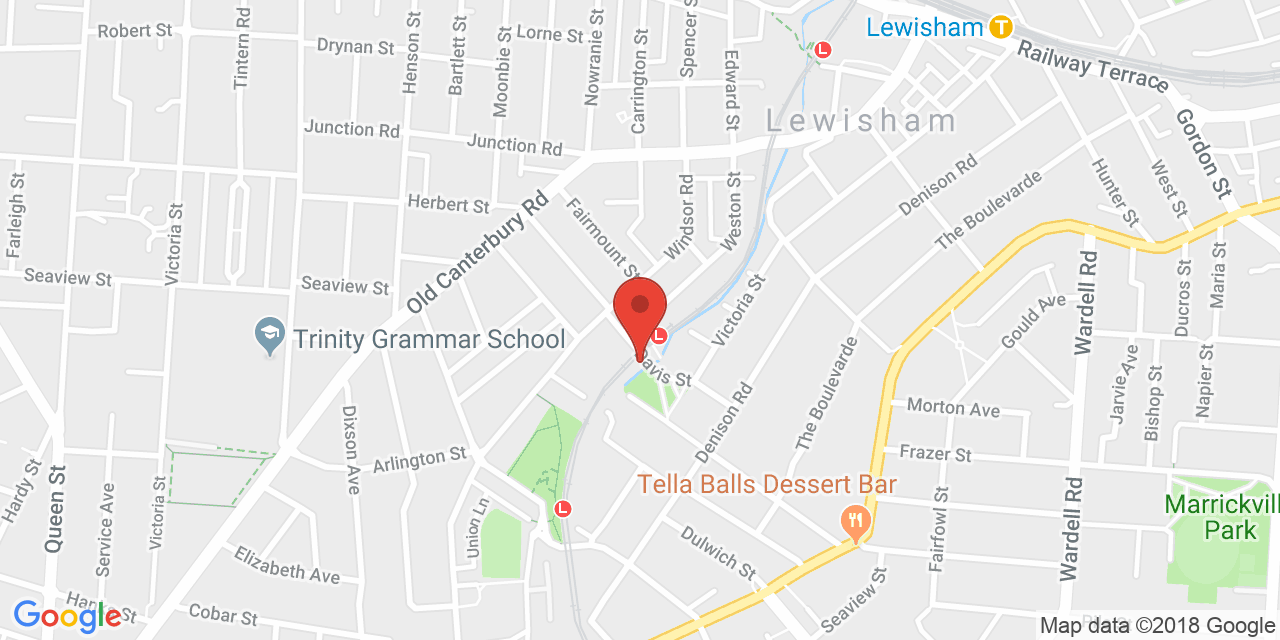 Robert St
Tintern Rd
Drynan St
Henson St
Bartlett St
Moonbie St
Lorne St
Nowranie St
Carrington St
Spencer S
Edward St
Lewisham
T
Railway Terrace
L
Lewisham
Gordon St
Junction Rd
Junction Rd
Farleigh St
Victoria St
Herbert St
Old Canterbury Rd
Fairmount St
Windsor Rd
Weston St
Denison Rd
The Boulevarde
Hunter St
West St
Seaview St
Seaview St
Victoria St
Gould Ave
Wardell Rd
Ducros St
Maria St
Trinity Grammar School
L
The Boulevarde
Jarvie Ave
Bishop St
Napier St
Denison Rd
Morton Ave
Dixson Ave
Arlington St
Frazer St
Hardy St
Queen St
Service Ave
Victoria St
Union Ln
L
Tella Balls Dessert Bar
Fairfowl St
Wardell Rd
Marrickvill
Park
Elizabeth Ave
Dulwich St
Seaview St
Cobar St
Google
Map data ©2018 Google